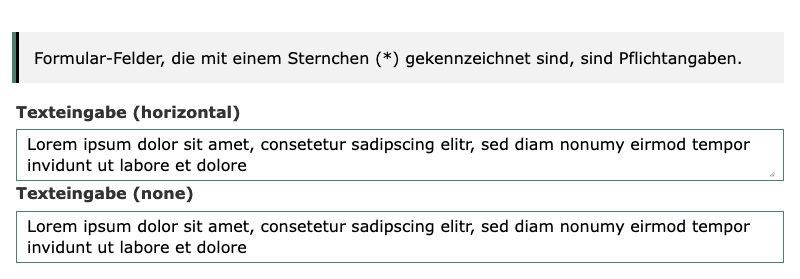 Formular-Felder, die mit einem Sternchen (*) gekennzeichnet sind, sind Pflichtangaben.
Texteingabe (horizontal)
Lorem ipsum dolor sit amet, consetetur sadipscing elitr, sed diam nonumy eirmod tempor
invidunt ut labore et dolore
Texteingabe (none)
Lorem ipsum dolor sit amet, consetetur sadipscing elitr, sed diam nonumy eirmod tempor
invidunt ut labore et dolore